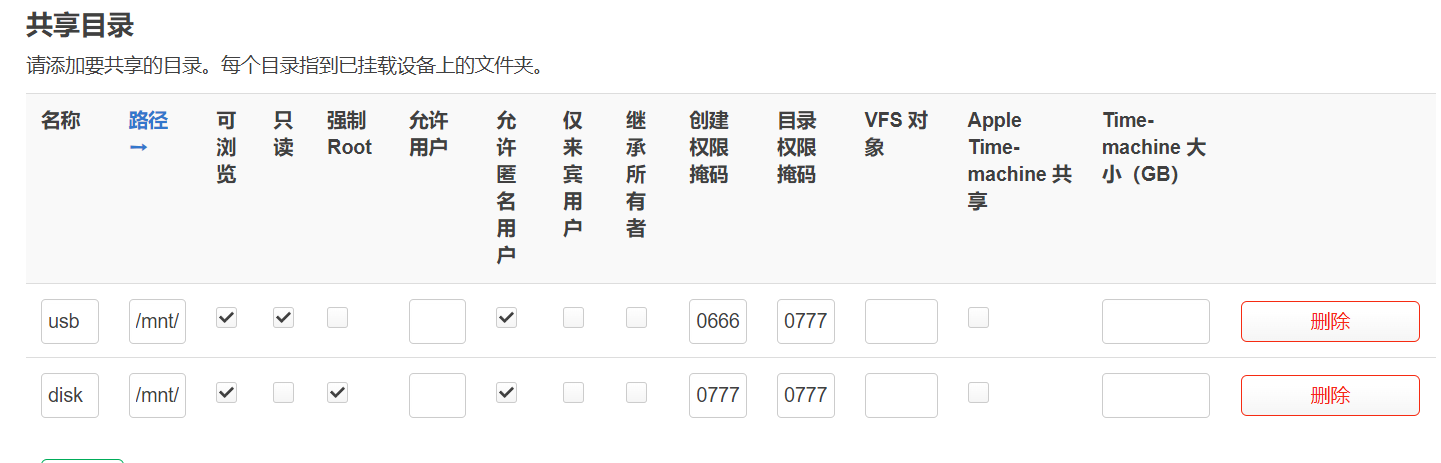 共享目录
请添加要共享的目录。每个目录指到已挂载设备上的文件夹。
名称
路径
→
可
浏
览
只
读
强制
Root
允许
用户
允
许
匿
名
用
户
仅
来
宾
用
户
继
承
所
有
者
创建
权限
掩码
目录
权限
掩码
VFS 对
象
Apple
Time-
machine 共
享
Time-
machine 大
小（GB）
usb
/mnt/
0666
0777
删除
disk
/mnt/
0777
0777
删除